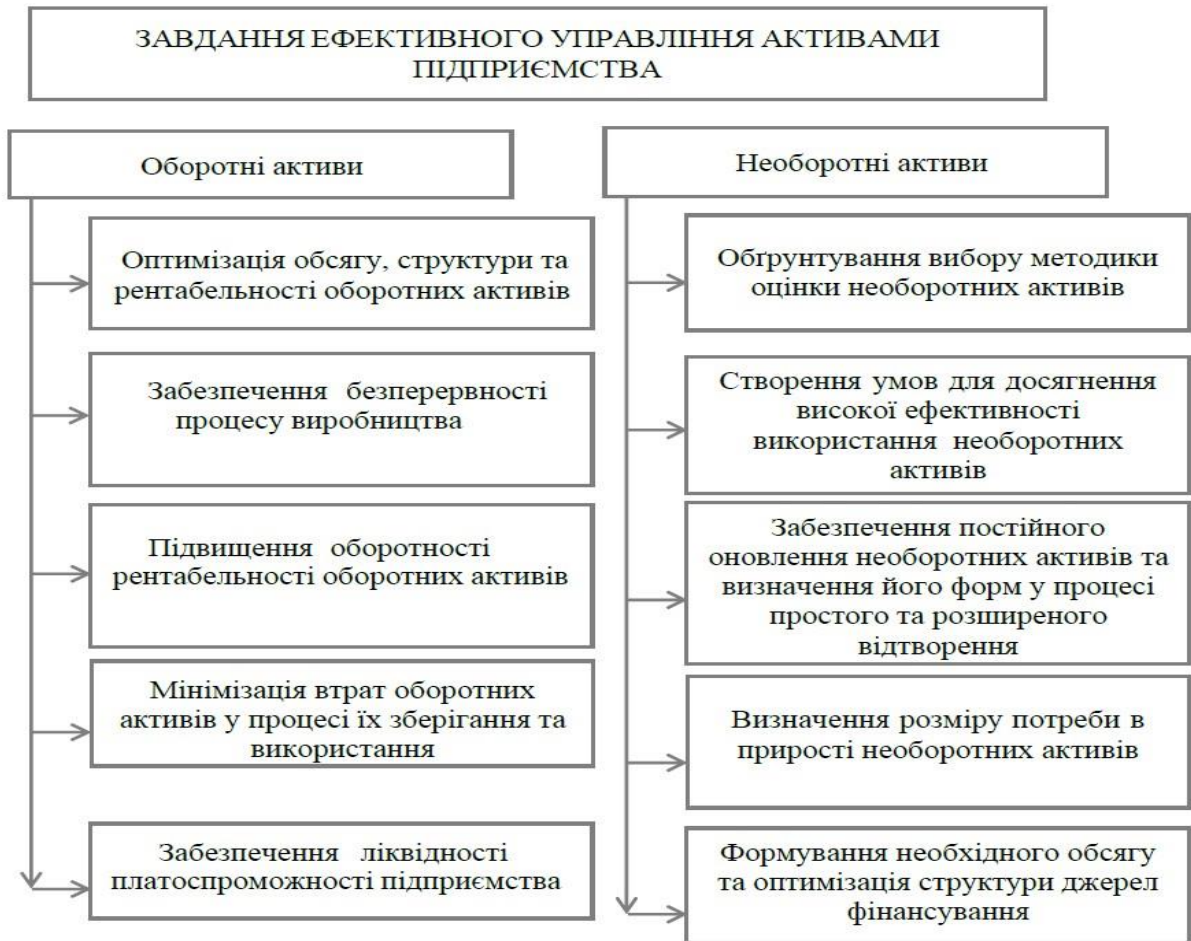 ЗАВДАННЯ ЕФЕКТИВНОГО УПРАВЛІННЯ АКТИВАМИ
ПІДПРИЄМСТВА
Оборотні активи
Оптимізація обсягу, структури та
рентабельності оборотних активів
Забезпечення безперервності
процесу виробництва
Підвищення оборотності
рентабельності оборотних активів
Мінімізація втрат оборотних
активів у процесі їх зберігання та
використання
Забезпечення ліквідності
платоспроможності підприємства
Необоротні активи
Обґрунтування вибору методики
оцінки необоротних активів
Створення умов для досягнення
високої ефективності
використання необоротних
активів
Забезпечення постійного
оновлення необоротних активів та
визначення його форм у процесі
простого та розширеного
відтворення
Визначення розміру потреби в
прирості необоротних активів
Формування необхідного обсягу
та оптимізація структури джерел
фінансування